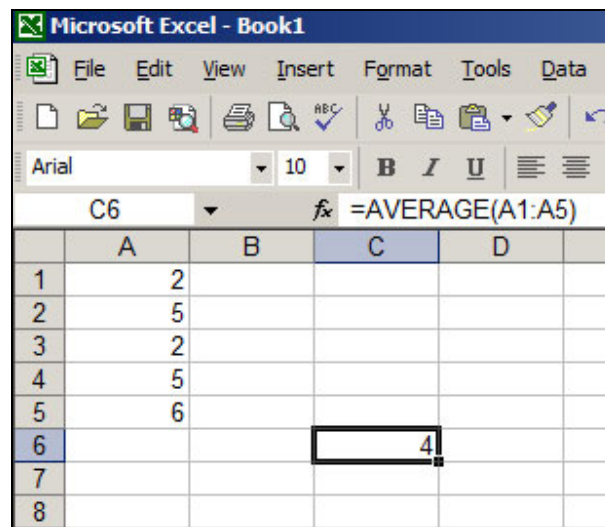 Microsoft Excel - Book1
File Edit View Insert Format Tools Data
ABC
Arial 10 B I U
C6 fx =AVERAGE(A1:A5)
A B C D
1 2
2 5
3 2
4 5
5 6
6 4
7
8